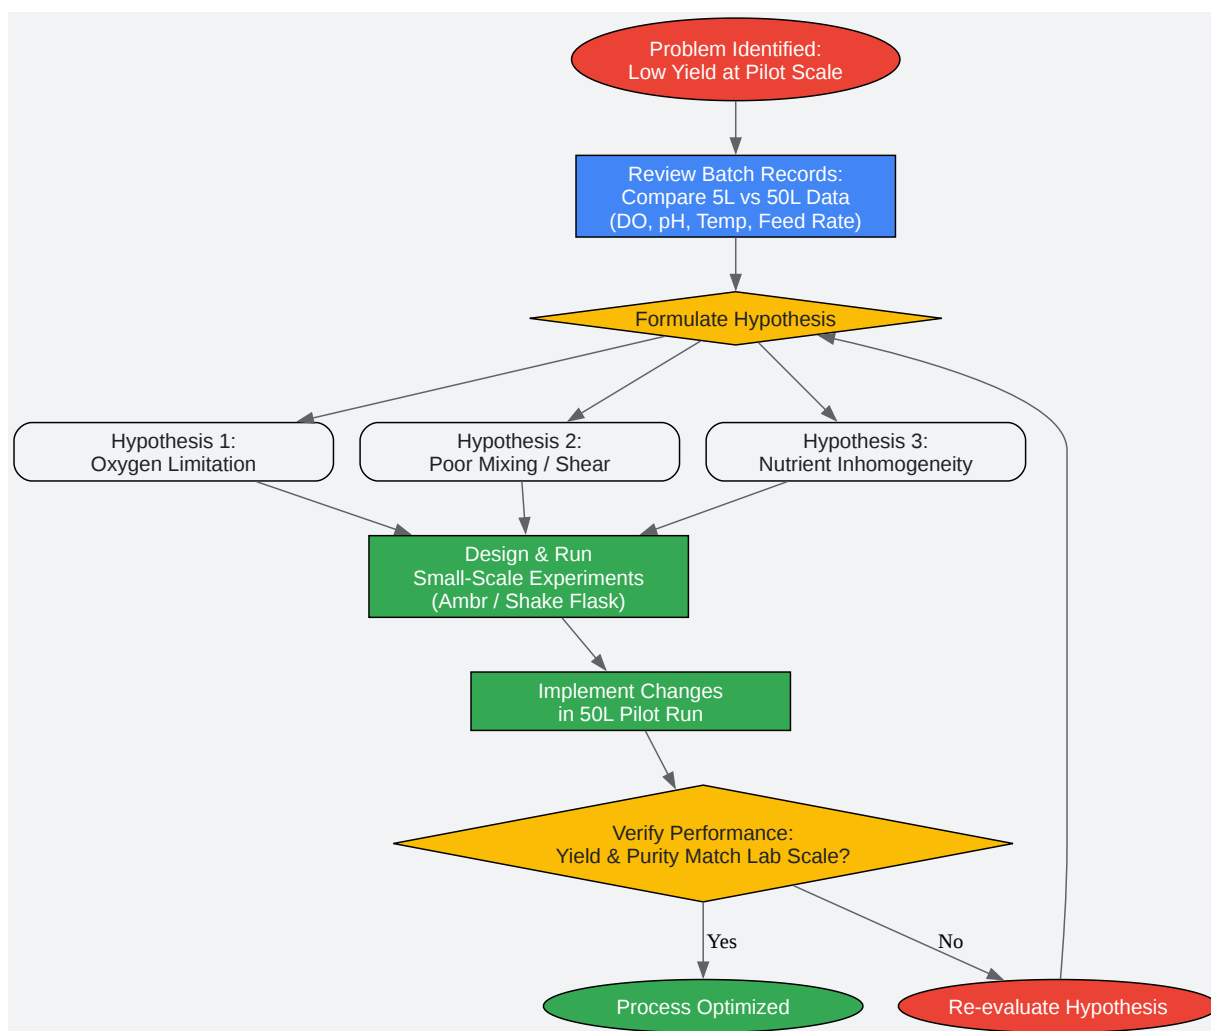 Problem Identified:
Low Yield at Pilot Scale
Review Batch Records:
Compare 5L vs 50L Data
(DO, pH, Temp, Feed Rate)
Formulate Hypothesis
Hypothesis 1:
Oxygen Limitation
Hypothesis 2:
Poor Mixing / Shear
Hypothesis 3:
Nutrient Inhomogeneity
Design & Run
Small-Scale Experiments
(Ambr / Shake Flask)
Implement Changes
in 50L Pilot Run
Verify Performance:
Yield & Purity Match Lab Scale?
Yes
No
Process Optimized
Re-evaluate Hypothesis